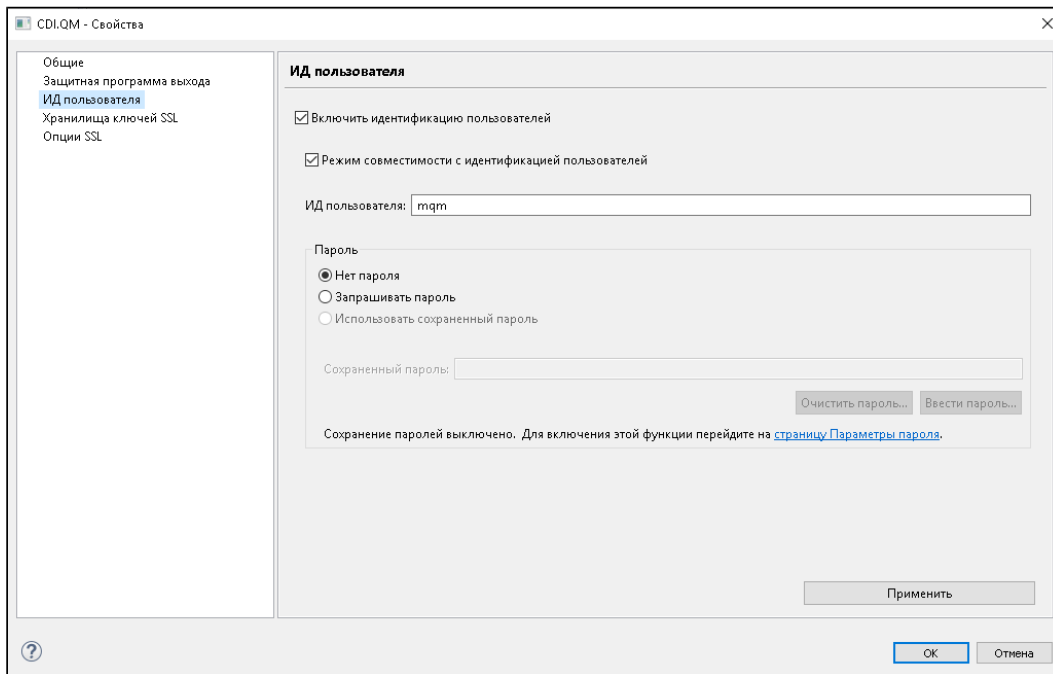 CDI.QM - Свойства
Общие
Защитная программа выхода
ИД пользователя
Хранилища ключей SSL
Опции SSL
ИД пользователя
Включить идентификацию пользователей
Режим совместимости с идентификацией пользователей
ИД пользователя: mqm
Пароль
Нет пароля
Запрашивать пароль
Использовать сохраненный пароль
Сохраненный пароль:
Очистить пароль... Ввести пароль...
Сохранение паролей выключено. Для включения этой функции перейдите на страницу Параметры пароля.
Применить
? OK Отмена